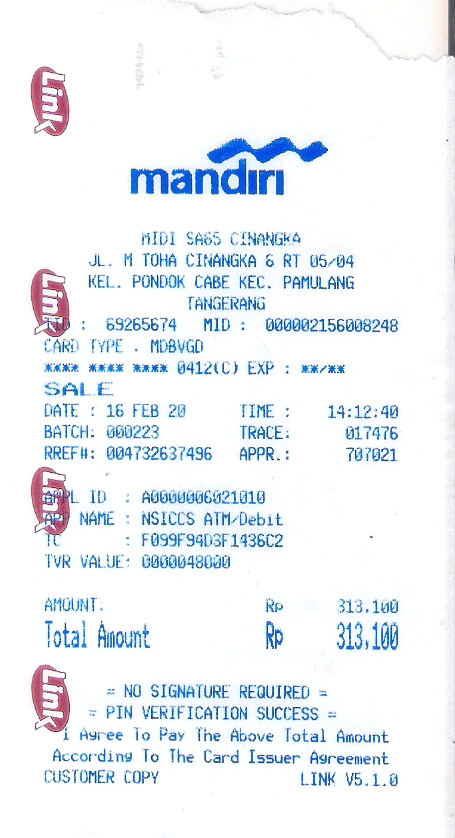 Link
mandiri
MIDI SA65 CINANGKA
JL. M TOHA CINANGKA 6 RT 05/04
KEL. PONDOK CABE KEC. PAMULANG
TANGERANG
Link
TID : 69265674 MID : 000002156008248
CARD TYPE : MDBVGD
**** **** **** 0412(C) EXP : **/**
SALE
DATE : 16 FEB 20 TIME : 14:12:40
BATCH: 000223 TRACE: 017476
RREF#: 004732637496 APPR.: 707021
Link
APPL ID : A0000006021010
APP NAME : NSICCS ATM/Debit
TC : F099F94D3F1436C2
TVR VALUE: 0000048000
AMOUNT: Rp 313,100
Total Amount Rp 313,100
Link
= NO SIGNATURE REQUIRED =
= PIN VERIFICATION SUCCESS =
i Agree To Pay The Above Total Amount
According To The Card Issuer Agreement
CUSTOMER COPY LINK V5.1.0